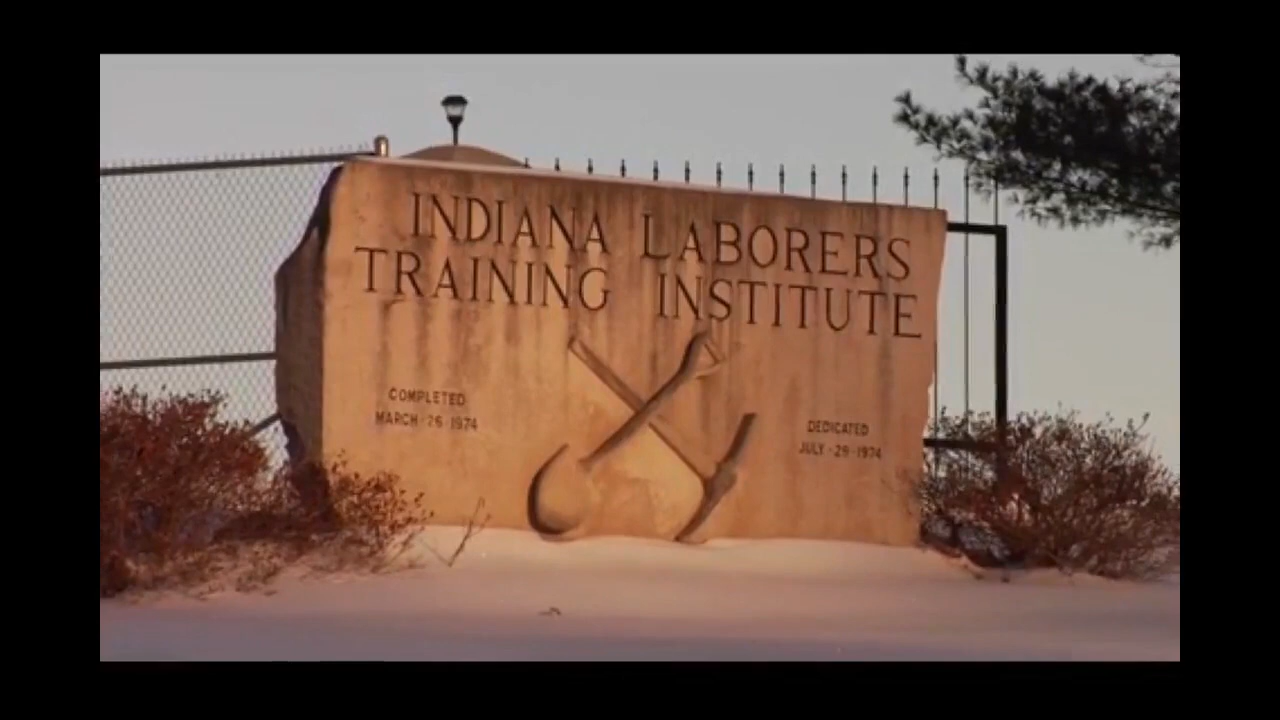 INDIANA LABORERS
TRAINING INSTITUTE
COMPLETED
MARCH·26 1974
DEDICATED
JULY·29·1974